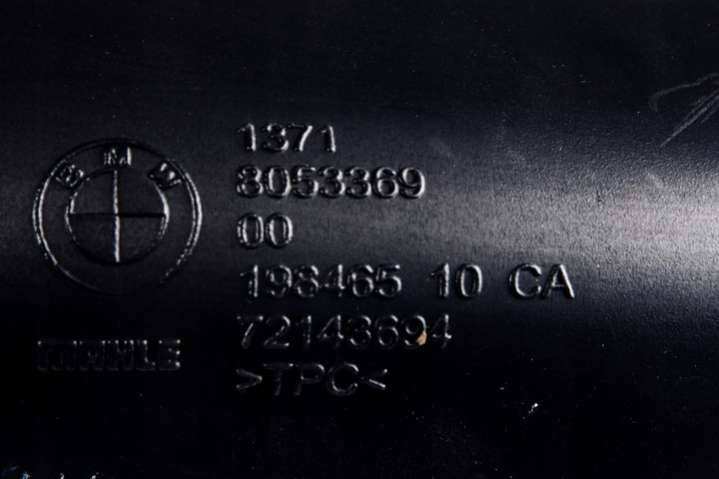 BMW
1371
8053369
00
198465 10 CA
72143694
MAHLE
>TPC<